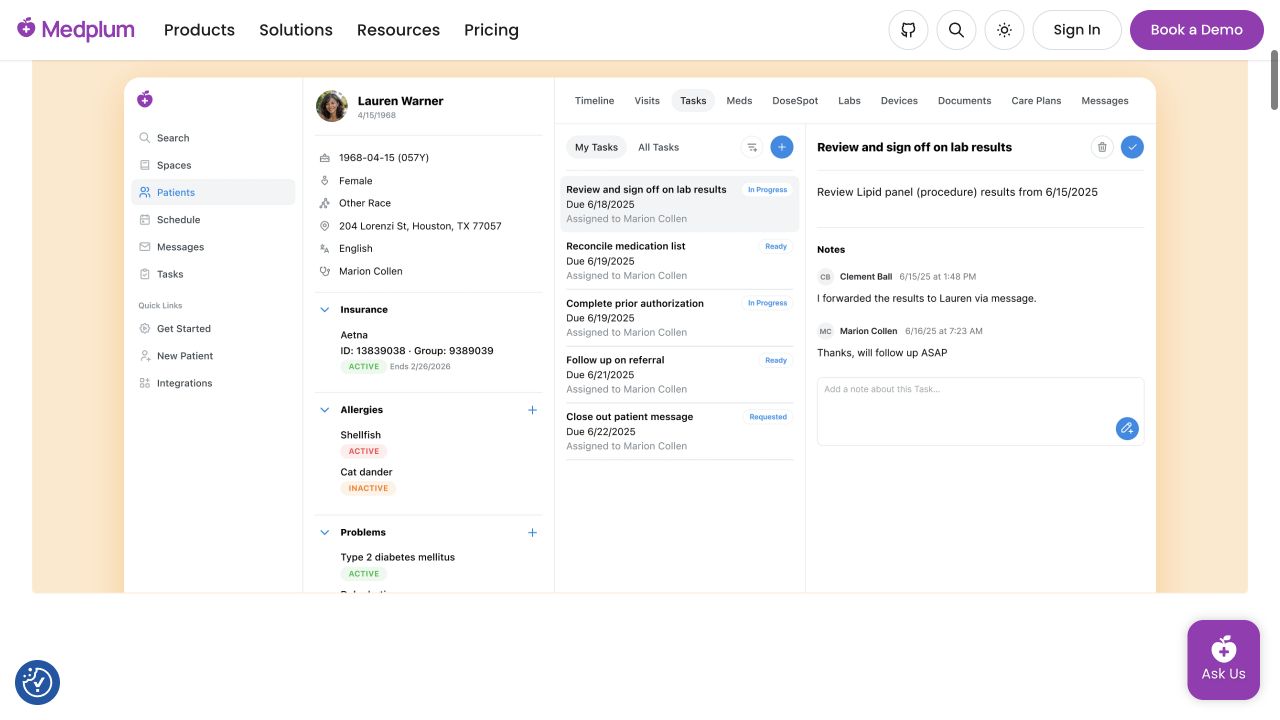 Medplum
Products
Solutions
Resources
Pricing
Sign In
Book a Demo
Search
Spaces
Patients
Schedule
Messages
Tasks
Quick Links
Get Started
New Patient
Integrations
Lauren Warner
4/15/1968
1968-04-15 (057Y)
Female
Other Race
204 Lorenzi St, Houston, TX 77057
English
Marion Collen
Insurance
Aetna
ID: 13839038 · Group: 9389039
ACTIVE Ends 2/26/2026
Allergies
Shellfish
ACTIVE
Cat dander
INACTIVE
Problems
Type 2 diabetes mellitus
ACTIVE
Timeline
Visits
Tasks
Meds
DoseSpot
Labs
Devices
Documents
Care Plans
Messages
My Tasks
All Tasks
Review and sign off on lab results In Progress
Due 6/18/2025
Assigned to Marion Collen
Reconcile medication list Ready
Due 6/19/2025
Assigned to Marion Collen
Complete prior authorization In Progress
Due 6/19/2025
Assigned to Marion Collen
Follow up on referral Ready
Due 6/21/2025
Assigned to Marion Collen
Close out patient message Requested
Due 6/22/2025
Assigned to Marion Collen
Review and sign off on lab results
Review Lipid panel (procedure) results from 6/15/2025
Notes
CB Clement Ball 6/15/25 at 1:48 PM
I forwarded the results to Lauren via message.
MC Marion Collen 6/16/25 at 7:23 AM
Thanks, will follow up ASAP
Add a note about this Task...
Ask Us